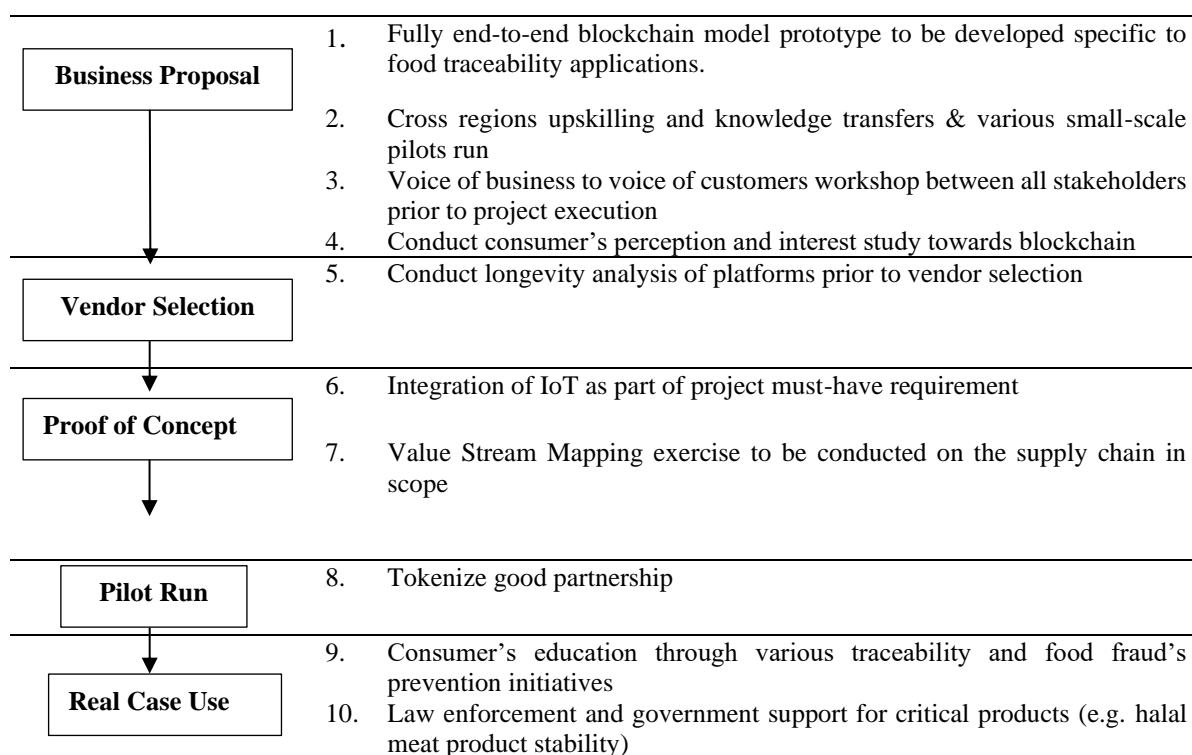 Business Proposal
1. Fully end-to-end blockchain model prototype to be developed specific to
food traceability applications.
2. Cross regions upskilling and knowledge transfers & various small-scale
pilots run
3. Voice of business to voice of customers workshop between all stakeholders
prior to project execution
4. Conduct consumer's perception and interest study towards blockchain
Vendor Selection
5. Conduct longevity analysis of platforms prior to vendor selection
Proof of Concept
6. Integration of IoT as part of project must-have requirement
7. Value Stream Mapping exercise to be conducted on the supply chain in
scope
Pilot Run
8. Tokenize good partnership
Real Case Use
9. Consumer's education through various traceability and food fraud's
prevention initiatives
10. Law enforcement and government support for critical products (e.g. halal
meat product stability)